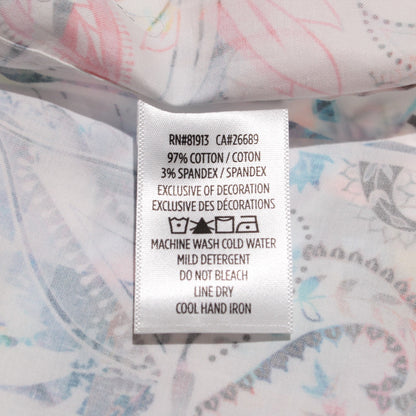 RN#81913 CA#26689
97% COTTON / COTON
3% SPANDEX / SPANDEX
EXCLUSIVE OF DECORATION
EXCLUSIVE DES DÉCORATIONS
MACHINE WASH COLD WATER
MILD DETERGENT
DO NOT BLEACH
LINE DRY
COOL HAND IRON